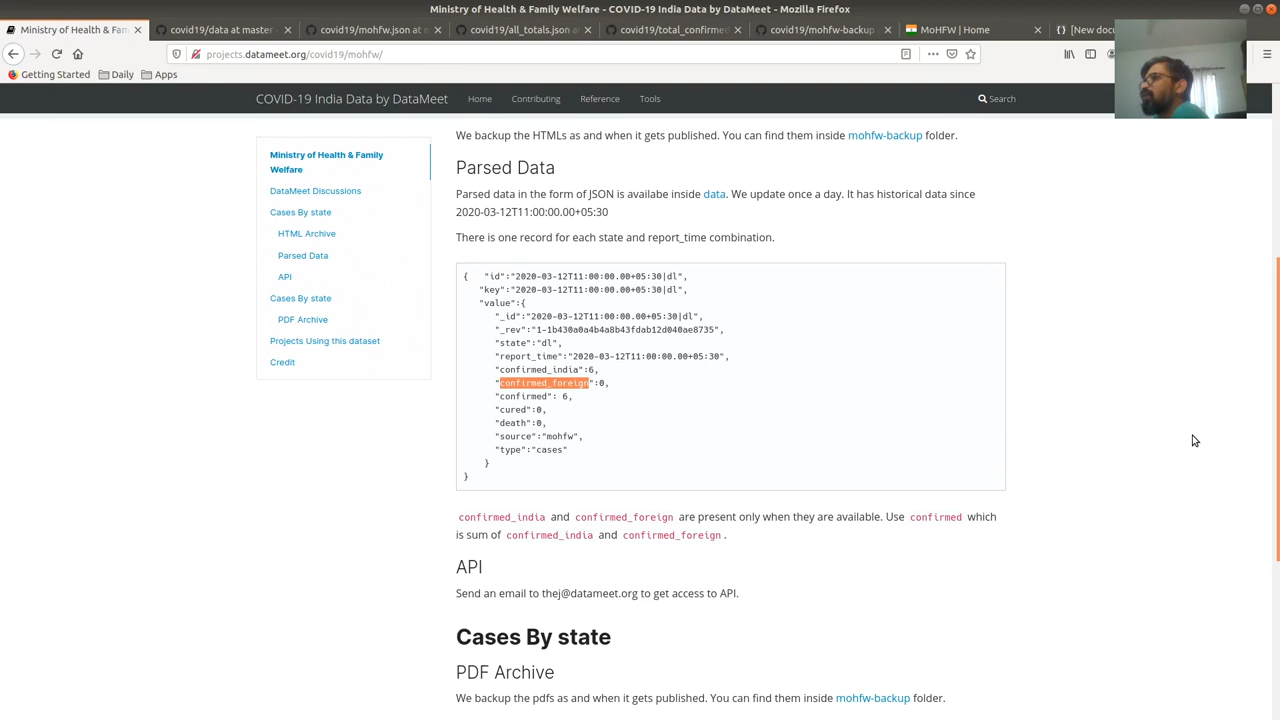 Ministry of Health & Family Welfare - COVID-19 India Data by DataMeet - Mozilla Firefox
Ministry of Health & Fam
covid19/data at master
covid19/mohfw.json at m
covid19/all_totals.json a
covid19/total_confirmed
covid19/mohfw-backup
MoHFW | Home
[New docu
projects.datameet.org/covid19/mohfw/
Getting Started
Daily
Apps
COVID-19 India Data by DataMeet
Home
Contributing
Reference
Tools
Search
Ministry of Health & Family
Welfare
DataMeet Discussions
Cases By state
HTML Archive
Parsed Data
API
Cases By state
PDF Archive
Projects Using this dataset
Credit
We backup the HTMLs as and when it gets published. You can find them inside mohfw-backup folder.
Parsed Data
Parsed data in the form of JSON is availabe inside data. We update once a day. It has historical data since
2020-03-12T11:00:00.00+05:30
There is one record for each state and report_time combination.
{   "id":"2020-03-12T11:00:00.00+05:30|dl",
"key":"2020-03-12T11:00:00.00+05:30|dl",
"value":{
"_id":"2020-03-12T11:00:00.00+05:30|dl",
"_rev":"1-1b430a0a4b4a8b43fdab12d040ae8735",
"state":"dl",
"report_time":"2020-03-12T11:00:00.00+05:30",
"confirmed_india":6,
"confirmed_foreign":0,
"confirmed": 6,
"cured":0,
"death":0,
"source":"mohfw",
"type":"cases"
}
}
confirmed_india and confirmed_foreign are present only when they are available. Use confirmed which
is sum of confirmed_india and confirmed_foreign.
API
Send an email to thej@datameet.org to get access to API.
Cases By state
PDF Archive
We backup the pdfs as and when it gets published. You can find them inside mohfw-backup folder.